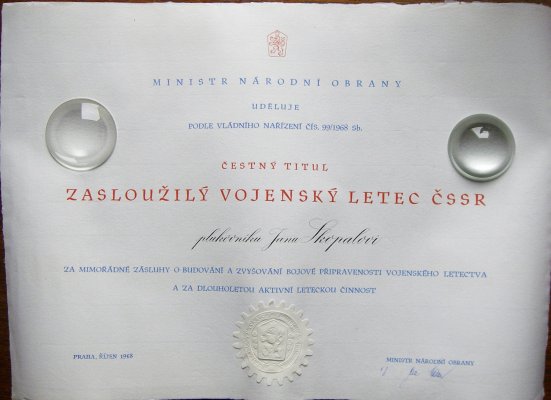 MINISTR NÁRODNÍ OBRANY
UDĚLUJE
PODLE VLÁDNÍHO NAŘÍZENÍ ČÍS. 99/1968 Sb.
ČESTNÝ TITUL
ZASLOUŽILÝ VOJENSKÝ LETEC ČSSR
plukovníku Janu Skopalovi
ZA MIMOŘÁDNÉ ZÁSLUHY O BUDOVÁNÍ A ZVYŠOVÁNÍ BOJOVÉ PŘIPRAVENOSTI VOJENSKÉHO LETECTVA
A ZA DLOUHOLETOU AKTIVNÍ LETECKOU ČINNOST
PRAHA, ŘÍJEN 1968
MINISTR NÁRODNÍ OBRANY